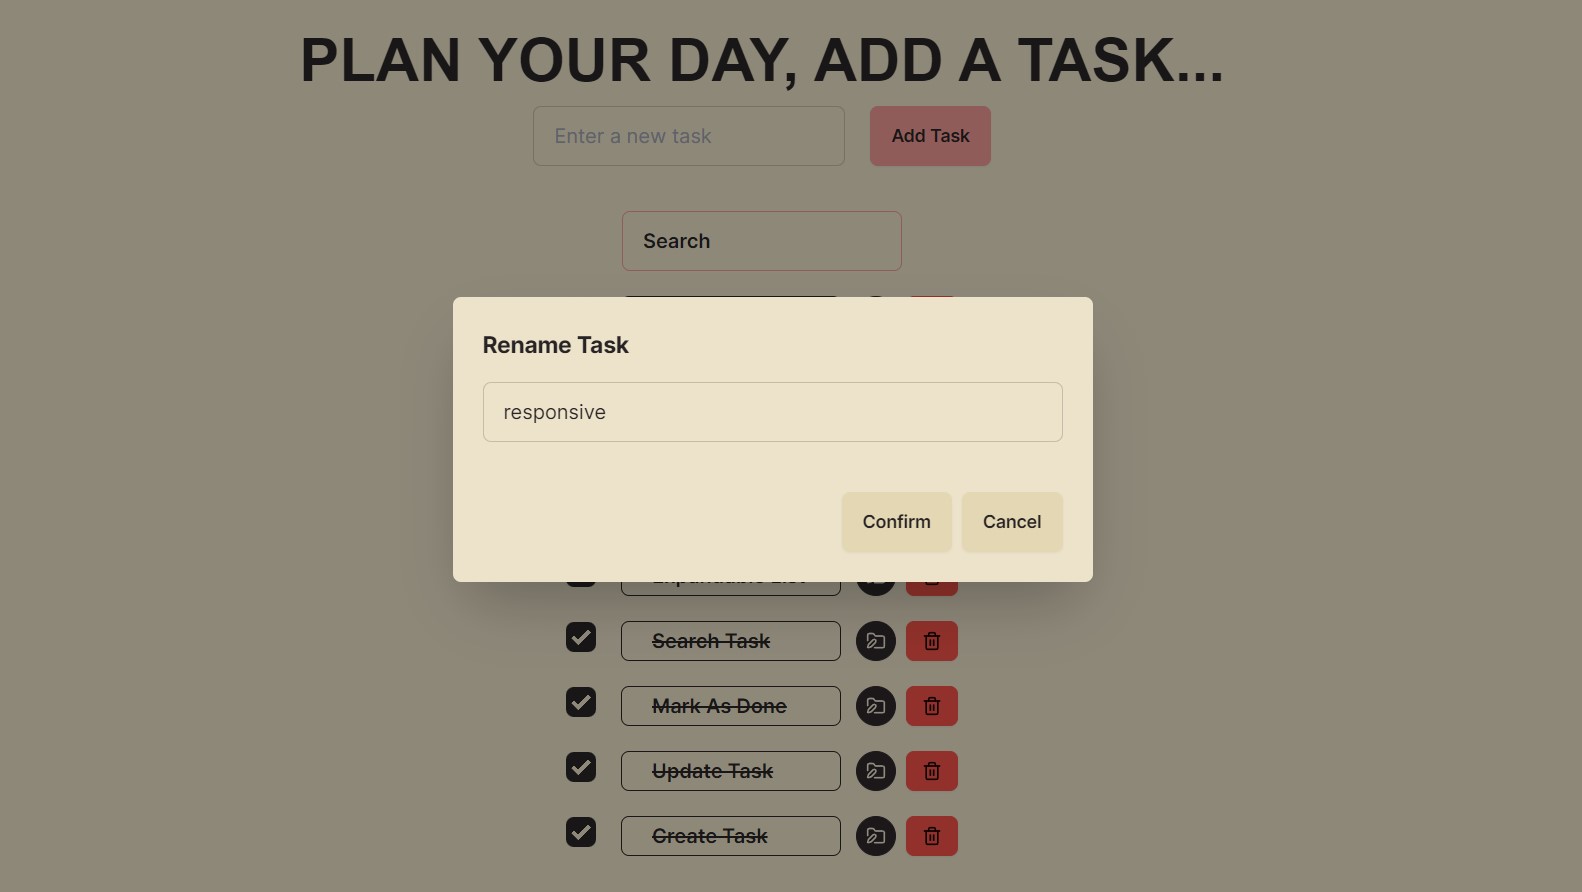 PLAN YOUR DAY, ADD A TASK...
Enter a new task
Add Task
Search
Rename Task
responsive
Confirm
Cancel
Search Task
Mark As Done
Update Task
Create Task